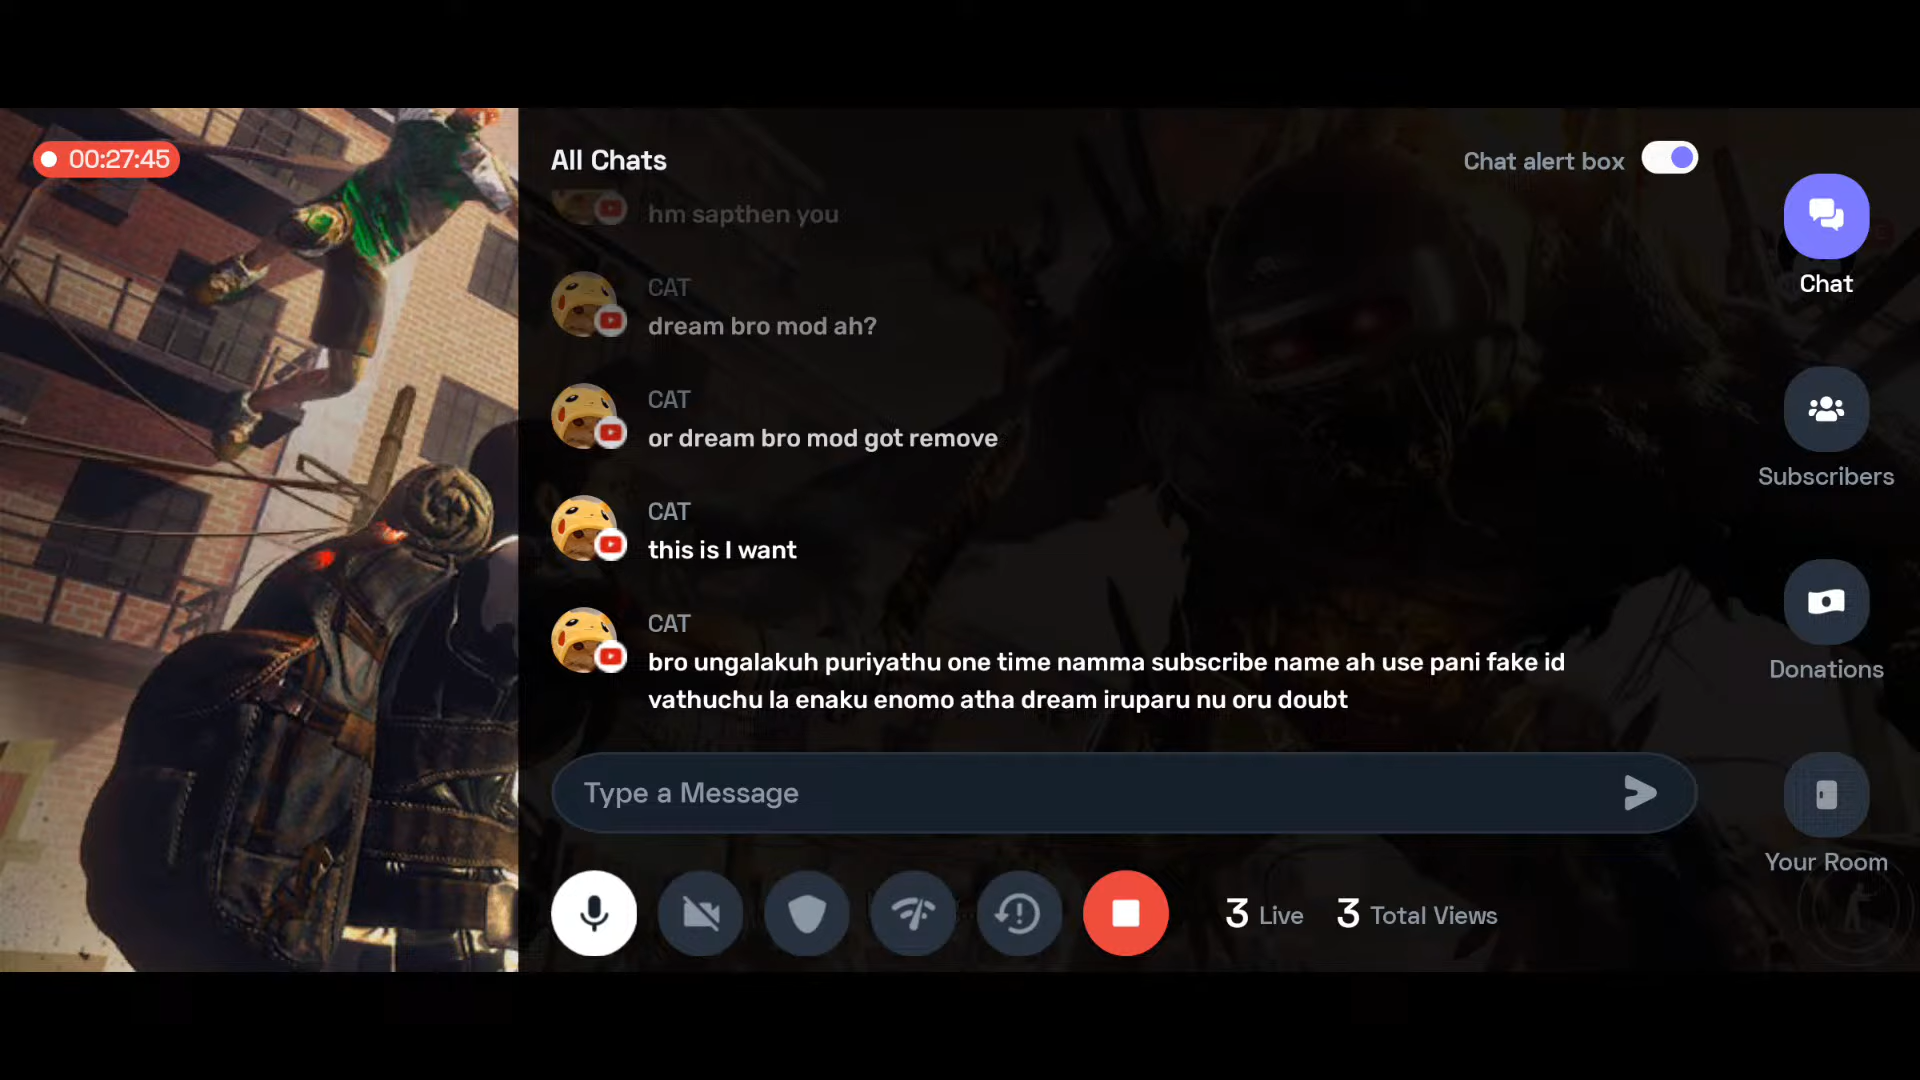 00:27:45
All Chats
Chat alert box
hm sapthen you
CAT
dream bro mod ah?
CAT
or dream bro mod got remove
CAT
this is I want
CAT
bro ungalakuh puriyathu one time namma subscribe name ah use pani fake id
vathuchu la enaku enomo atha dream iruparu nu oru doubt
Type a Message
3 Live 3 Total Views
Chat
Subscribers
Donations
Your Room